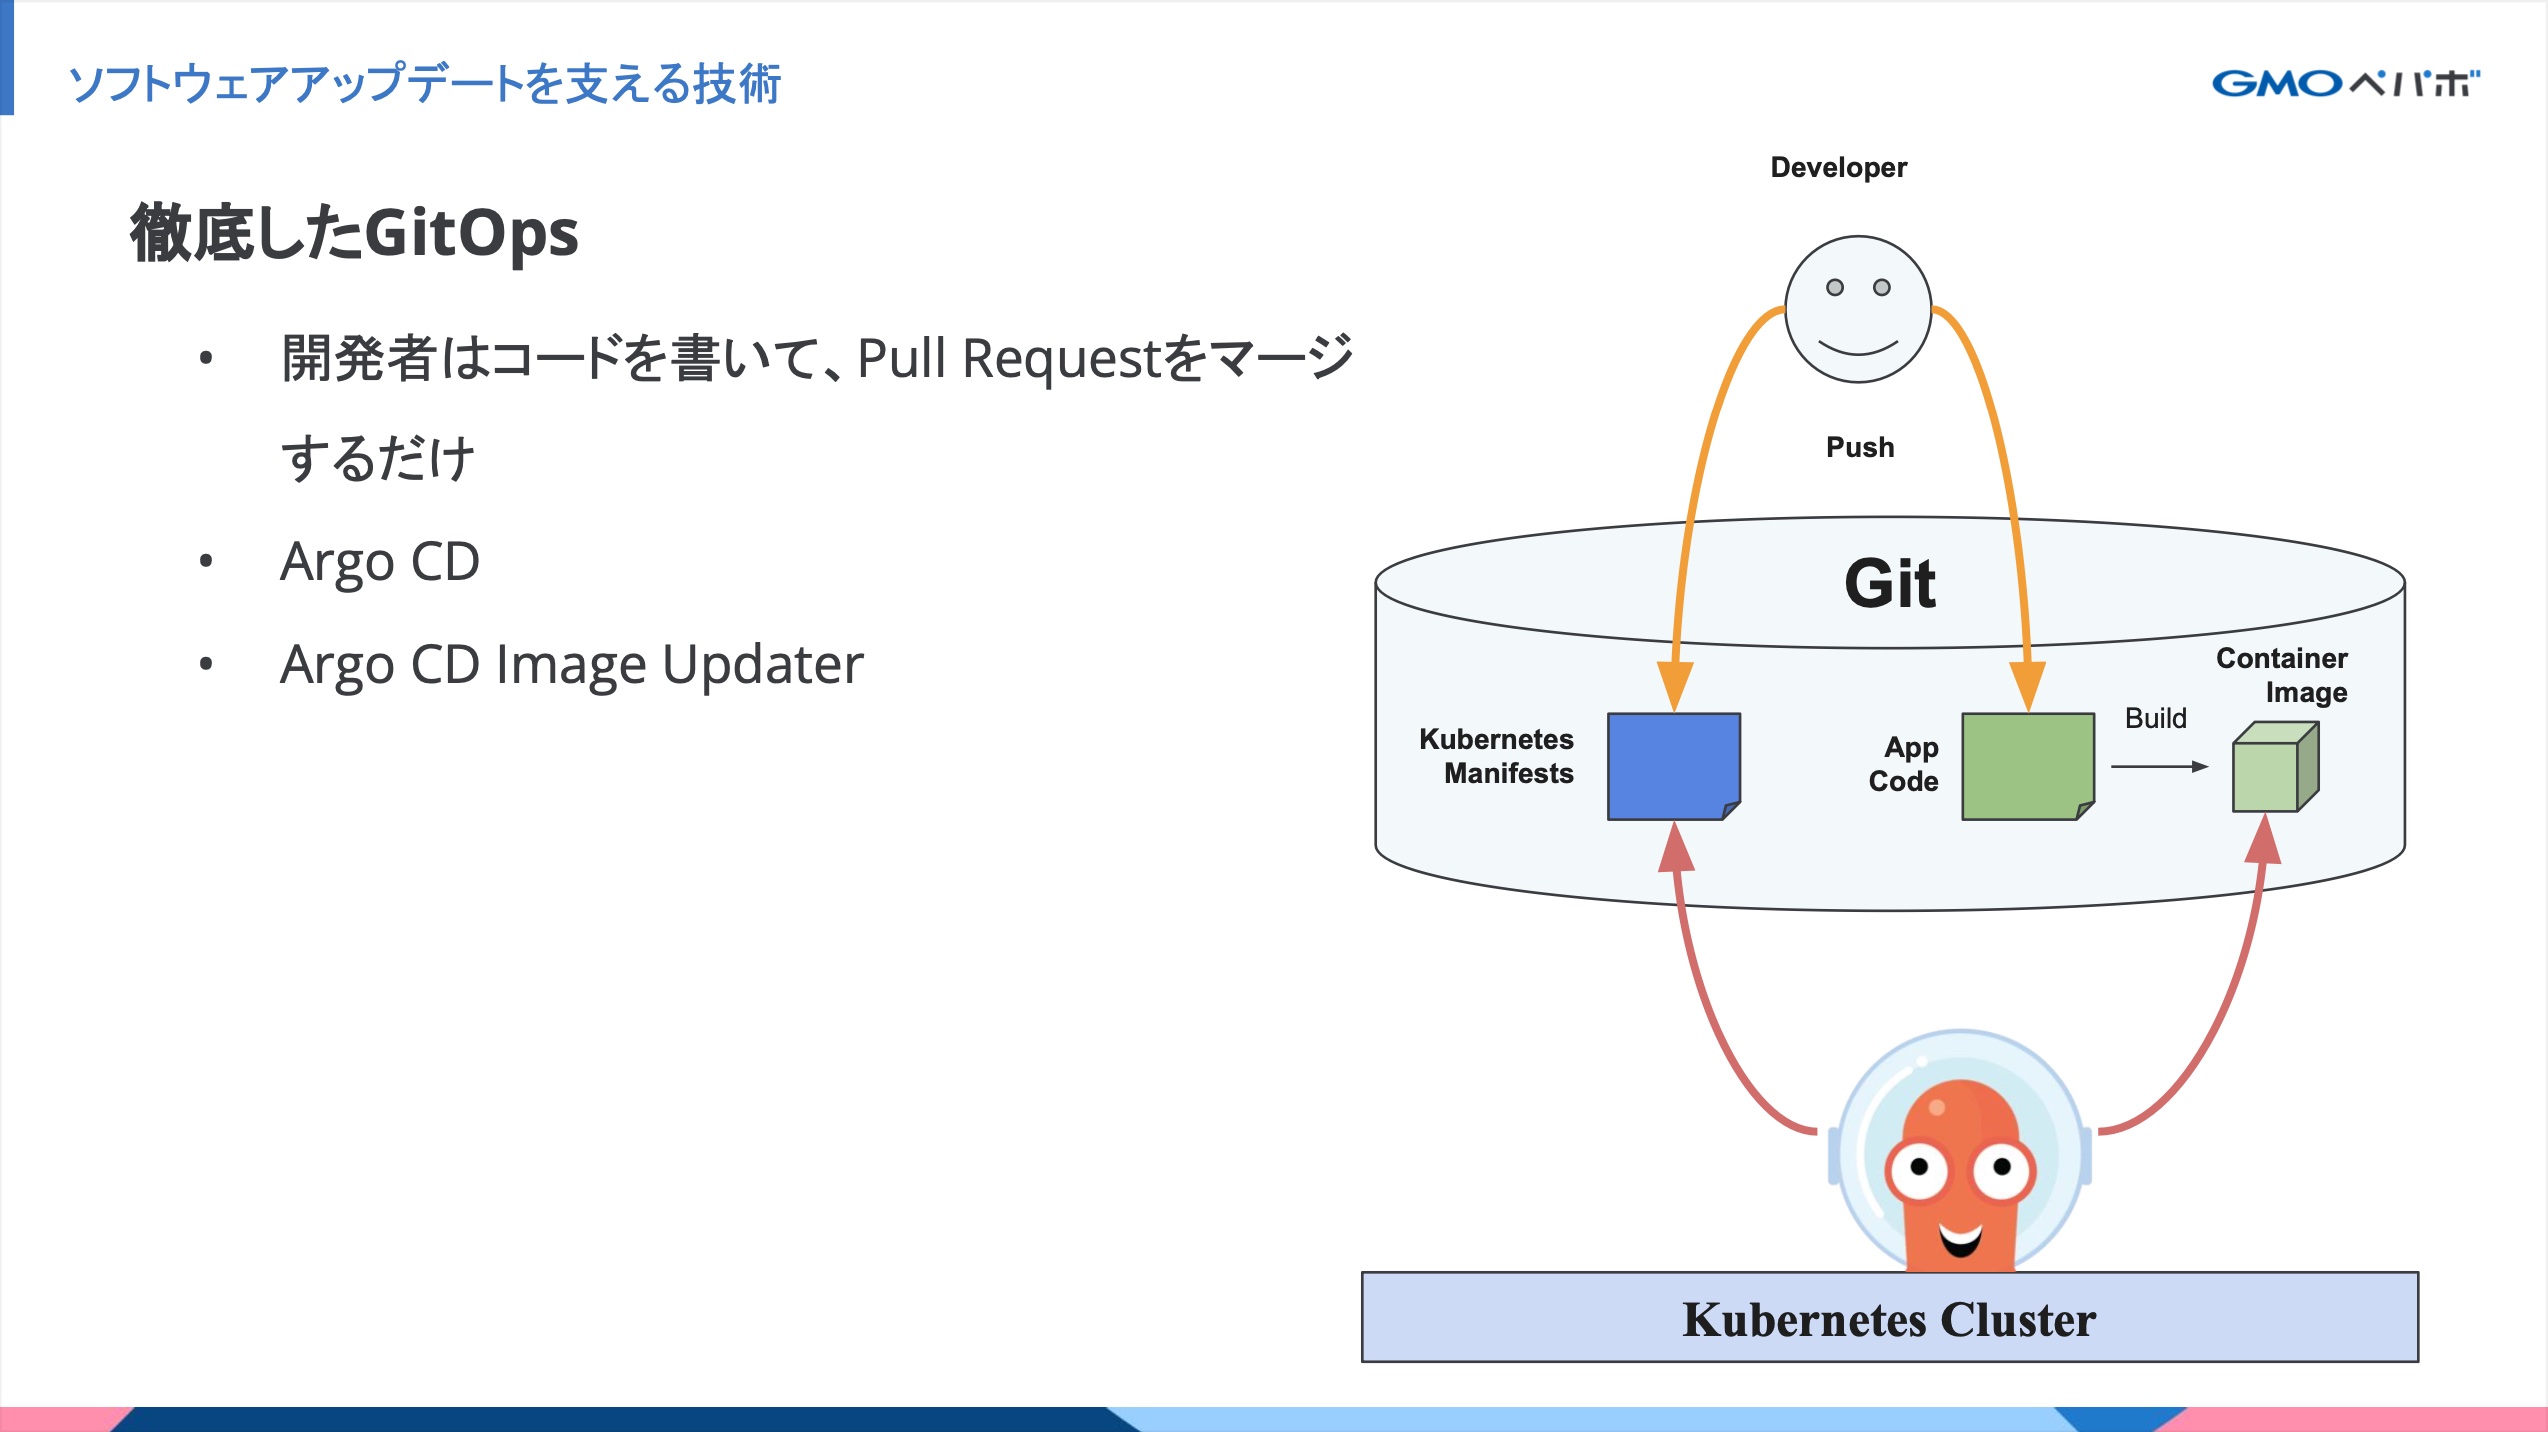 ソフトウェアアップデートを支える技術
GMOペパボ
徹底したGitOps
• 開発者はコードを書いて、Pull Requestをマージ
するだけ
• Argo CD
• Argo CD Image Updater
Developer
Push
Git
Kubernetes
Manifests
App
Code
Build
Container
Image
Kubernetes Cluster